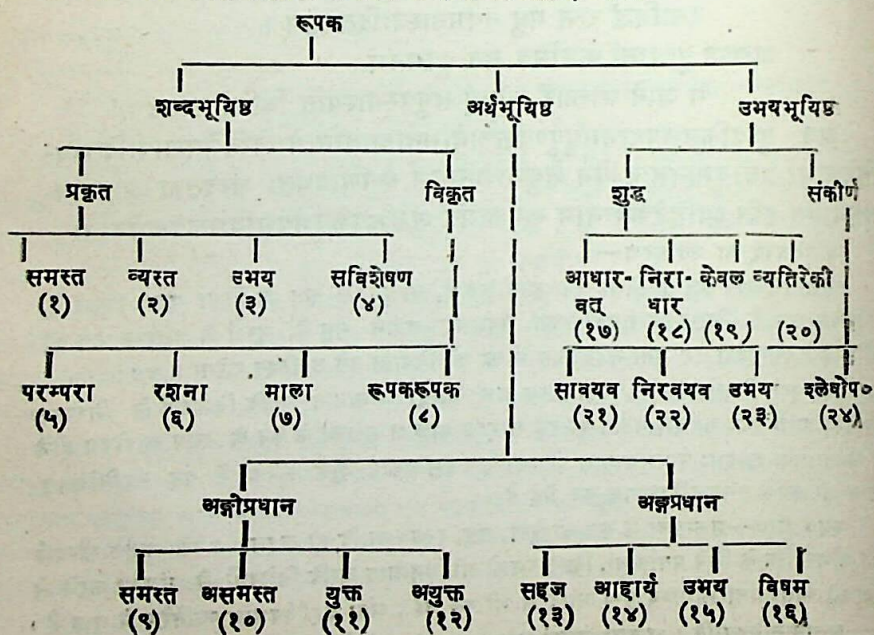 रूपक
शब्दभूयिष्ठ अर्थभूयिष्ठ उभयभूयिष्ठ
प्रकृत विकृत शुद्ध संकीर्ण
समस्त व्यस्त उभय सविशेषण आधार- निरा- केवल व्यतिरेकी
(१) (२) (३) (४) वत् धार
(१७) (१८) (१९) (२०)
परम्परा रशना माला रूपकरूपक सावयव निरवयव उभय श्लेषोप०
(५) (६) (७) (८) (२१) (२२) (२३) (२४)
अङ्गीप्रधान अङ्गप्रधान
समस्त असमस्त युक्त अयुक्त सहज आहार्य उभय विषम
(९) (१०) (११) (१२) (१३) (१४) (१५) (१६)